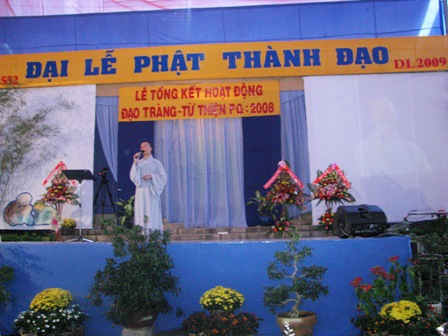 2552 ĐẠI LỄ PHẬT THÀNH ĐẠO DL.2009
LỄ TỔNG KẾT HOẠT ĐỘNG
ĐẠO TRÀNG-TỪ THIỆN PQ: 2008